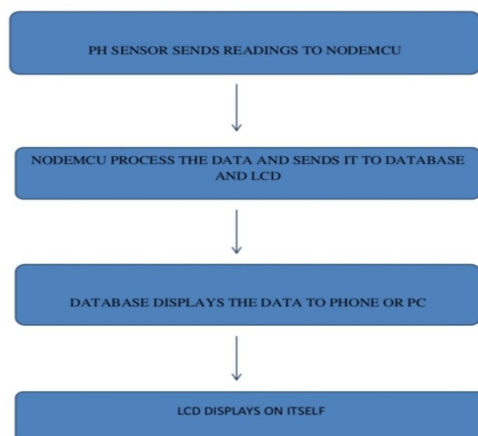 PH SENSOR SENDS READINGS TO NODEMCU
NODEMCU PROCESS THE DATA AND SENDS IT TO DATABASE
AND LCD
DATABASE DISPLAYS THE DATA TO PHONE OR PC
LCD DISPLAYS ON ITSELF